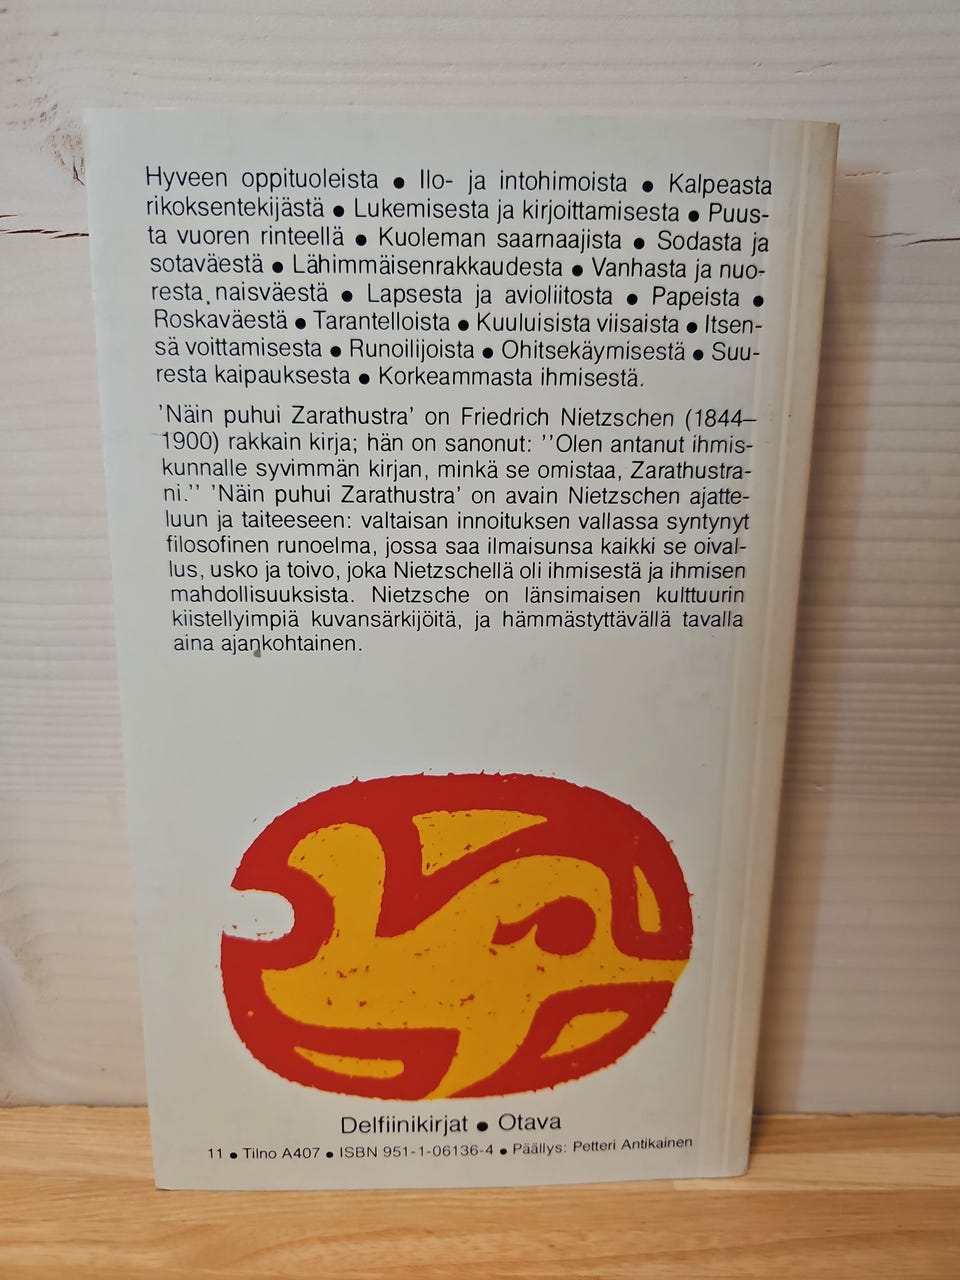 Hyveen oppituoleista ● Ilo- ja intohimoista ● Kalpeasta
rikoksentekijästä ● Lukemisesta ja kirjoittamisesta ● Puus-
ta vuoren rinteellä ● Kuoleman saarnaajista ● Sodasta ja
sotaväestä ● Lähimmäisenrakkaudesta ● Vanhasta ja nuo-
resta naisväestä ● Lapsesta ja avioliitosta ● Papeista ●
Roskaväestä ● Tarantelloista ● Kuuluisista viisaista ● Itsen-
sä voittamisesta ● Runoilijoista ● Ohitsekäymisestä ● Suu-
resta kaipauksesta ● Korkeammasta ihmisestä.
'Näin puhui Zarathustra' on Friedrich Nietzschen (1844–
1900) rakkain kirja; hän on sanonut: ''Olen antanut ihmis-
kunnalle syvimmän kirjan, minkä se omistaa, Zarathustra-
ni.'' 'Näin puhui Zarathustra' on avain Nietzschen ajatte-
luun ja taiteeseen: valtaisan innoituksen vallassa syntynyt
filosofinen runoelma, jossa saa ilmaisunsa kaikki se oival-
lus, usko ja toivo, joka Nietzschellä oli ihmisestä ja ihmisen
mahdollisuuksista. Nietzsche on länsimaisen kulttuurin
kiistellyimpiä kuvansärkijöitä, ja hämmästyttävällä tavalla
aina ajankohtainen.
Delfiinikirjat ● Otava
11 ● Tilno A407 ● ISBN 951-1-06136-4 ● Päällys: Petteri Antikainen